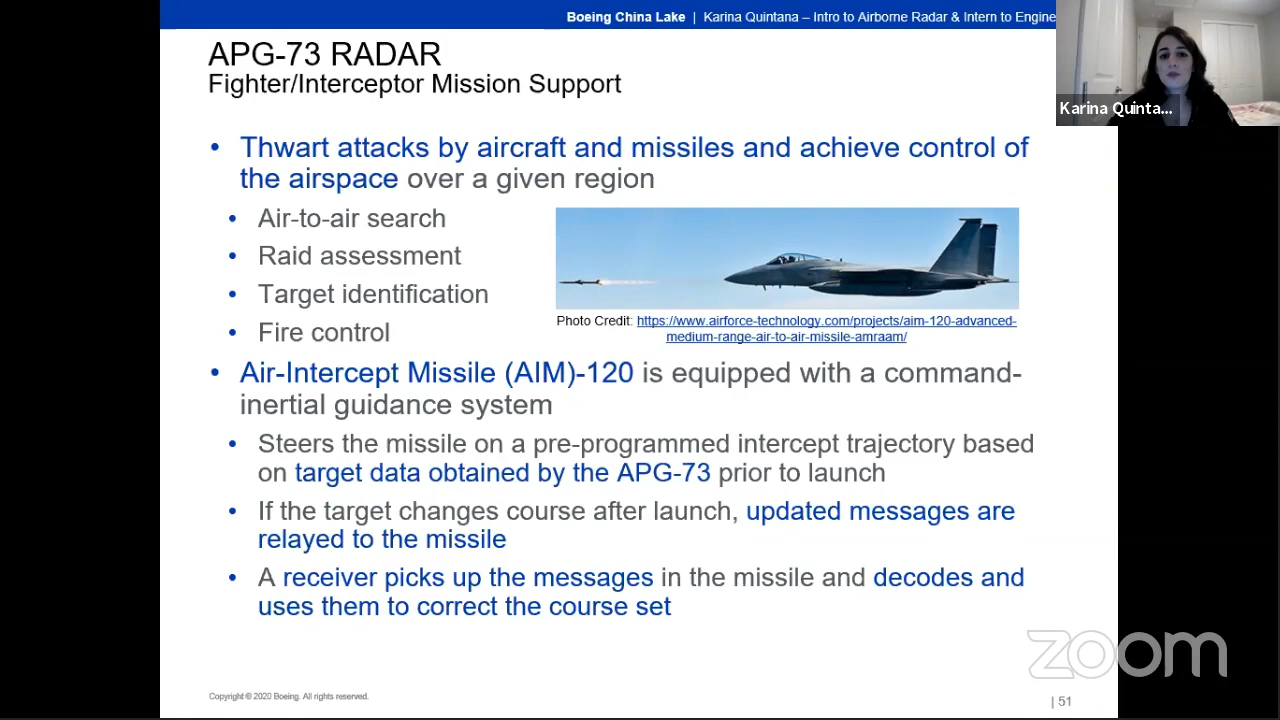 Boeing China Lake | Karina Quintana – Intro to Airborne Radar & Intern to Engine
APG-73 RADAR
Fighter/Interceptor Mission Support
Karina Quinta...
• Thwart attacks by aircraft and missiles and achieve control of
the airspace over a given region
• Air-to-air search
• Raid assessment
• Target identification
• Fire control
Photo Credit: https://www.airforce-technology.com/projects/aim-120-advanced-
medium-range-air-to-air-missile-amraam/
• Air-Intercept Missile (AIM)-120 is equipped with a command-
inertial guidance system
• Steers the missile on a pre-programmed intercept trajectory based
on target data obtained by the APG-73 prior to launch
• If the target changes course after launch, updated messages are
relayed to the missile
• A receiver picks up the messages in the missile and decodes and
uses them to correct the course set
zoom
Copyright © 2020 Boeing. All rights reserved.
| 51